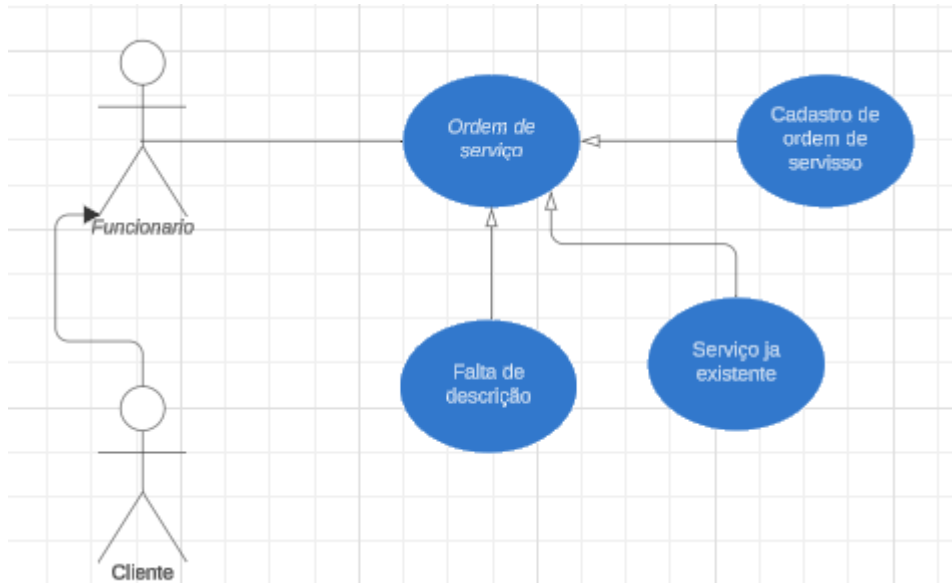 Ordem de
serviço
Cadastro de
ordem de
servisso
Funcionario
Falta de
descrição
Serviço ja
existente
Cliente